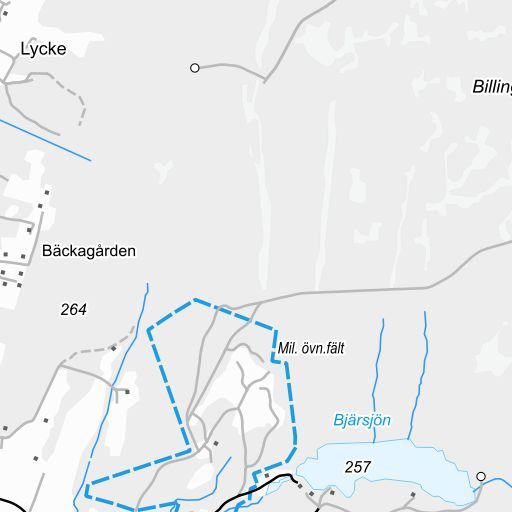 Lycke
Billing
Bäckagården
264
Mil. övn.fält
Bjärsjön
257